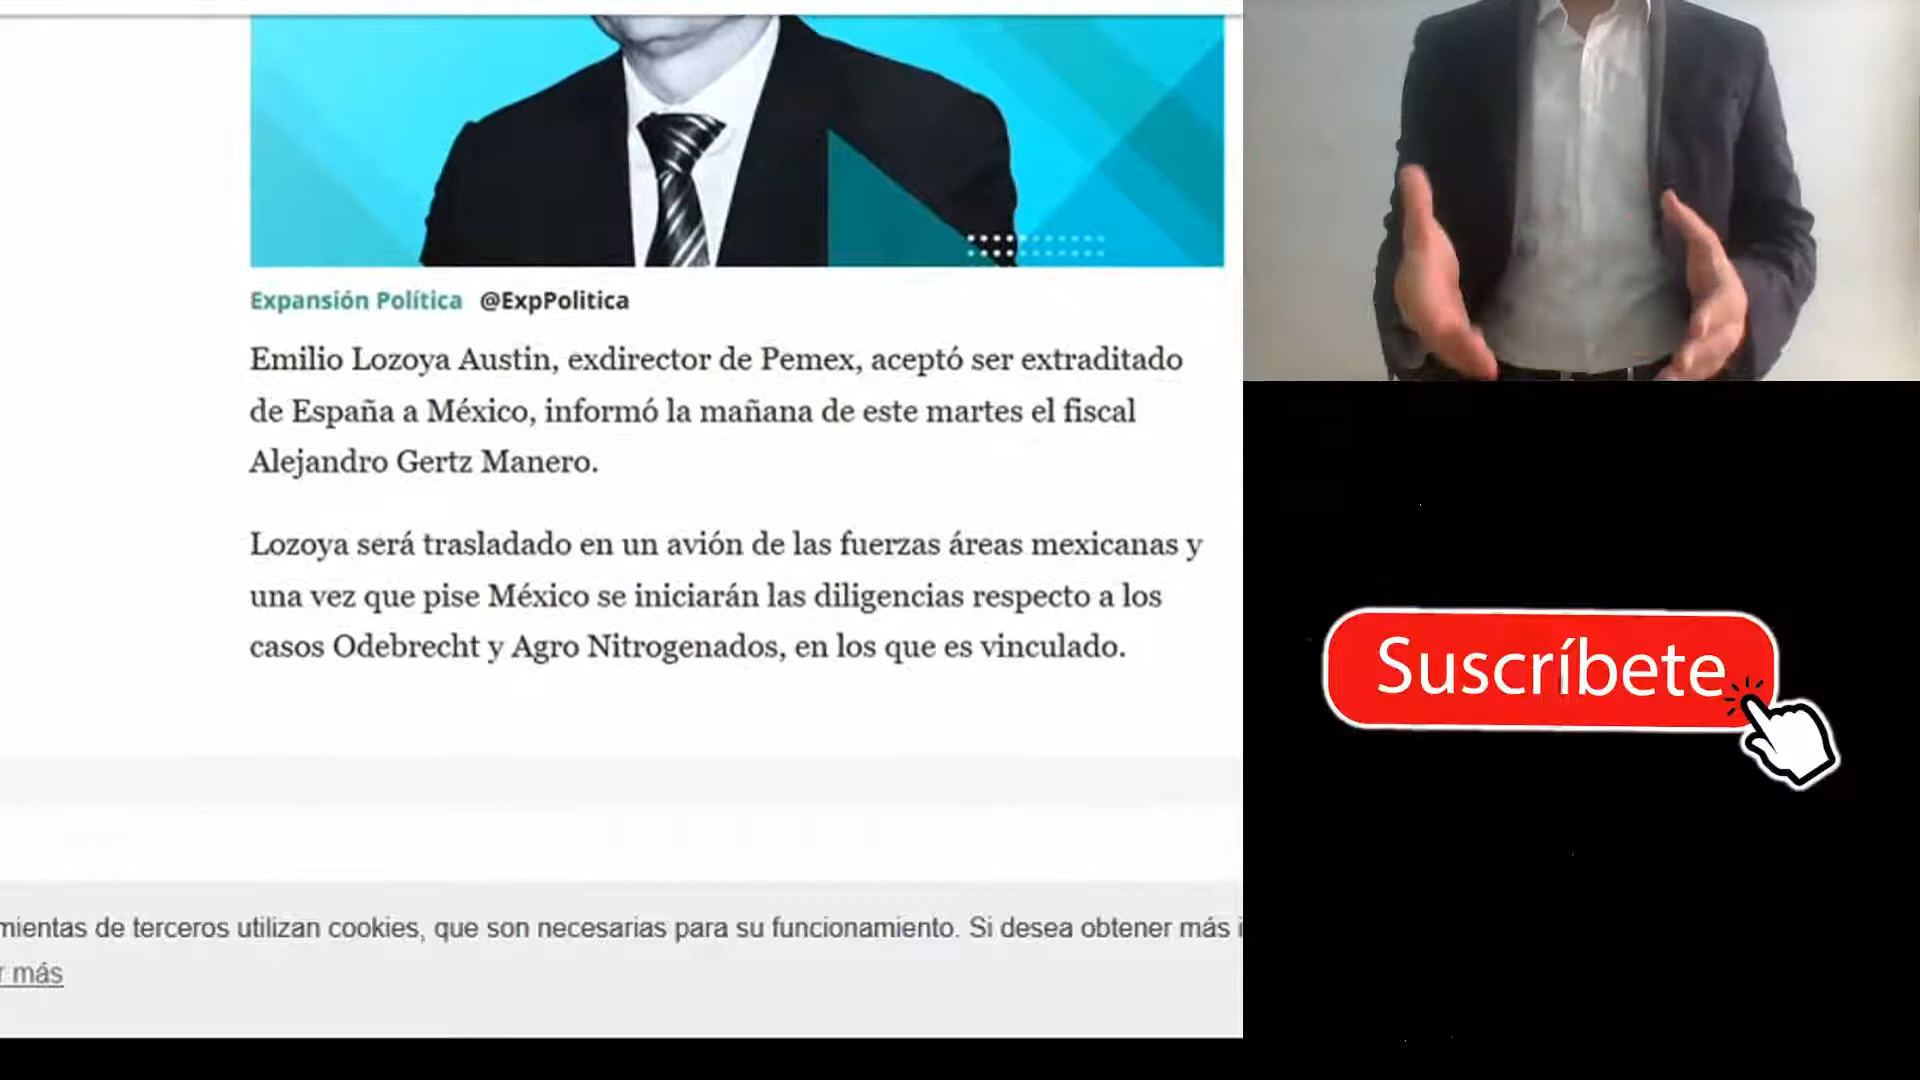 Expansión Política @ExpPolitica
Emilio Lozoya Austin, exdirector de Pemex, aceptó ser extraditado
de España a México, informó la mañana de este martes el fiscal
Alejandro Gertz Manero.
Lozoya será trasladado en un avión de las fuerzas áreas mexicanas y
una vez que pise México se iniciarán las diligencias respecto a los
casos Odebrecht y Agro Nitrogenados, en los que es vinculado.
Suscríbete
mientas de terceros utilizan cookies, que son necesarias para su funcionamiento. Si desea obtener más i
r más